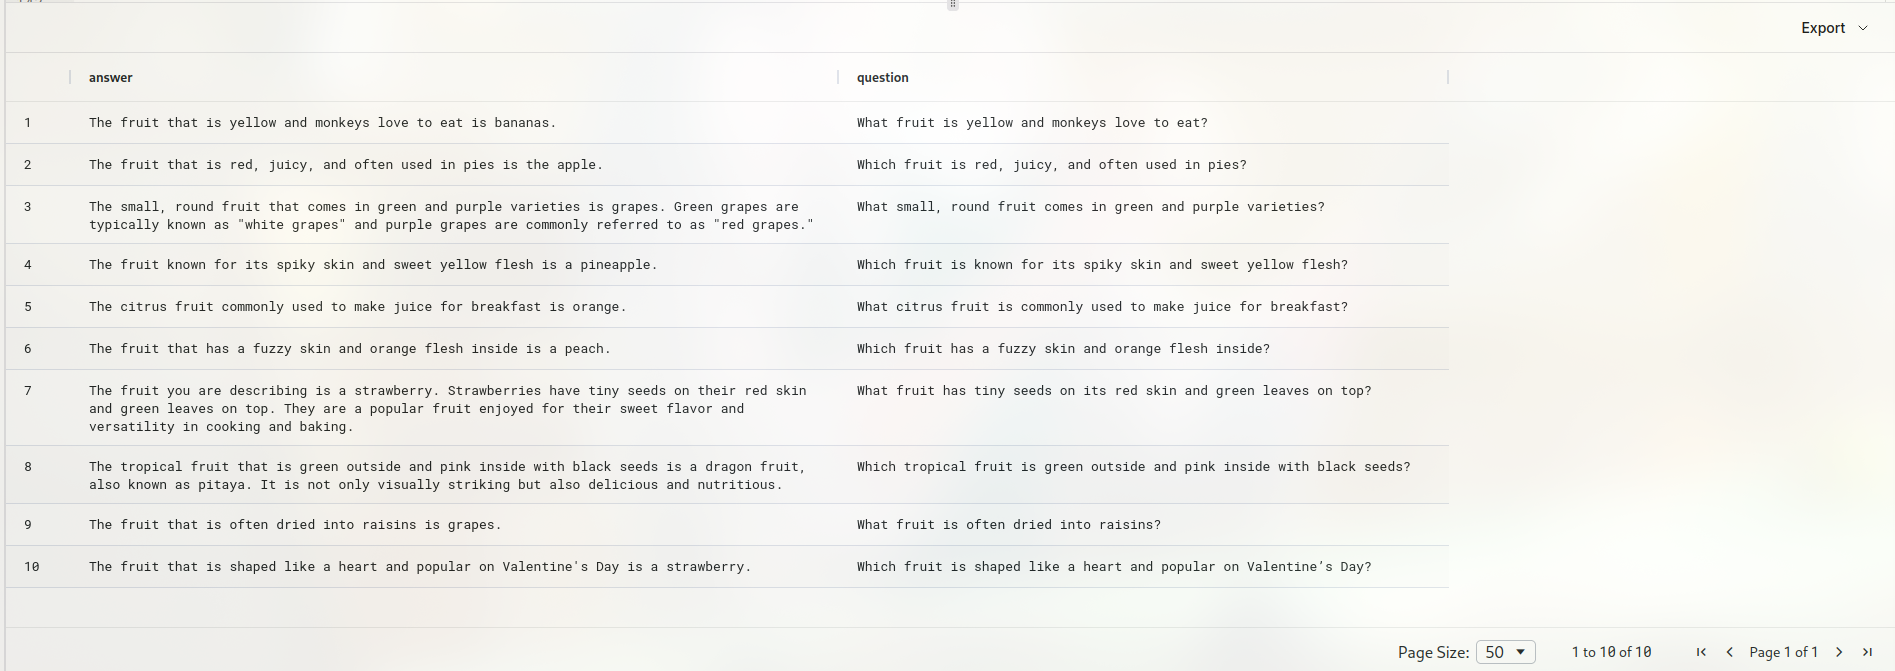 Export
answer question
1 The fruit that is yellow and monkeys love to eat is bananas. What fruit is yellow and monkeys love to eat?
2 The fruit that is red, juicy, and often used in pies is the apple. Which fruit is red, juicy, and often used in pies?
3 The small, round fruit that comes in green and purple varieties is grapes. Green grapes are What small, round fruit comes in green and purple varieties?
typically known as "white grapes" and purple grapes are commonly referred to as "red grapes."
4 The fruit known for its spiky skin and sweet yellow flesh is a pineapple. Which fruit is known for its spiky skin and sweet yellow flesh?
5 The citrus fruit commonly used to make juice for breakfast is orange. What citrus fruit is commonly used to make juice for breakfast?
6 The fruit that has a fuzzy skin and orange flesh inside is a peach. Which fruit has a fuzzy skin and orange flesh inside?
7 The fruit you are describing is a strawberry. Strawberries have tiny seeds on their red skin What fruit has tiny seeds on its red skin and green leaves on top?
and green leaves on top. They are a popular fruit enjoyed for their sweet flavor and
versatility in cooking and baking.
8 The tropical fruit that is green outside and pink inside with black seeds is a dragon fruit, Which tropical fruit is green outside and pink inside with black seeds?
also known as pitaya. It is not only visually striking but also delicious and nutritious.
9 The fruit that is often dried into raisins is grapes. What fruit is often dried into raisins?
10 The fruit that is shaped like a heart and popular on Valentine's Day is a strawberry. Which fruit is shaped like a heart and popular on Valentine’s Day?
Page Size: 50 1 to 10 of 10 Page 1 of 1